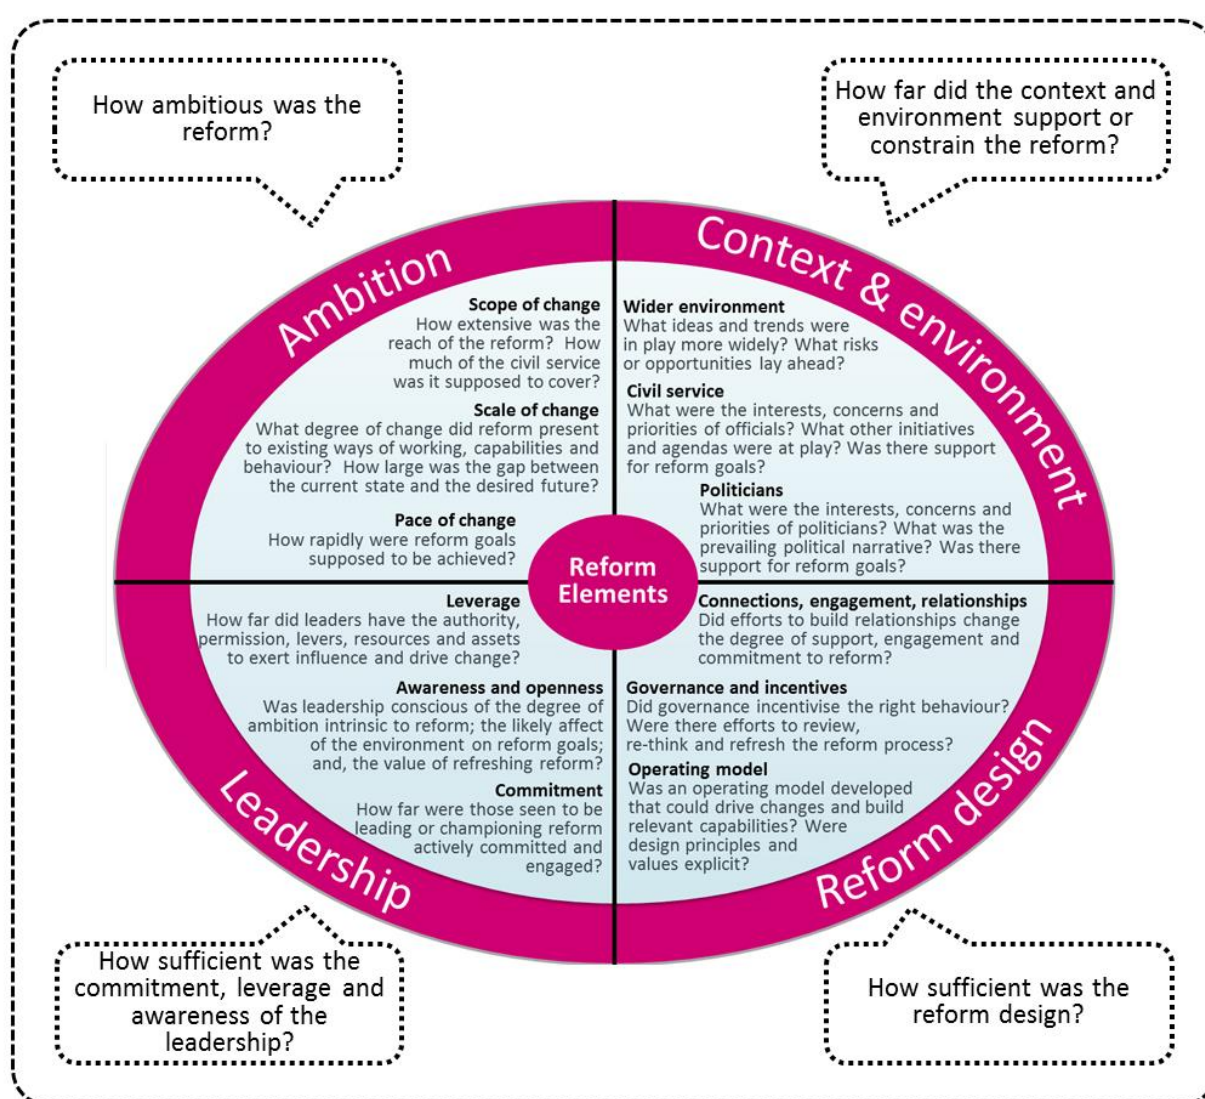 How ambitious was the
reform?
How far did the context and
environment support or
constrain the reform?
Ambition
Context & environment
Scope of change
How extensive was the
reach of the reform? How
much of the civil service
was it supposed to cover?
Scale of change
What degree of change did reform present
to existing ways of working, capabilities and
behaviour? How large was the gap between
the current state and the desired future?
Pace of change
How rapidly were reform goals
supposed to be achieved?
Wider environment
What ideas and trends were
in play more widely? What risks
or opportunities lay ahead?
Civil service
What were the interests, concerns and
priorities of officials? What other initiatives
and agendas were at play? Was there support
for reform goals?
Politicians
What were the interests, concerns and
priorities of politicians? What was the
prevailing political narrative? Was there
support for reform goals?
Reform
Elements
Leverage
How far did leaders have the authority,
permission, levers, resources and assets
to exert influence and drive change?
Awareness and openness
Was leadership conscious of the degree of
ambition intrinsic to reform; the likely affect
of the environment on reform goals;
and, the value of refreshing reform?
Commitment
How far were those seen to be
leading or championing reform
actively committed and
engaged?
Connections, engagement, relationships
Did efforts to build relationships change
the degree of support, engagement and
commitment to reform?
Governance and incentives
Did governance incentivise the right behaviour?
Were there efforts to review,
re-think and refresh the reform process?
Operating model
Was an operating model developed
that could drive changes and build
relevant capabilities? Were
design principles and
values explicit?
Leadership
Reform design
How sufficient was the
commitment, leverage and
awareness of the
leadership?
How sufficient was the
reform design?